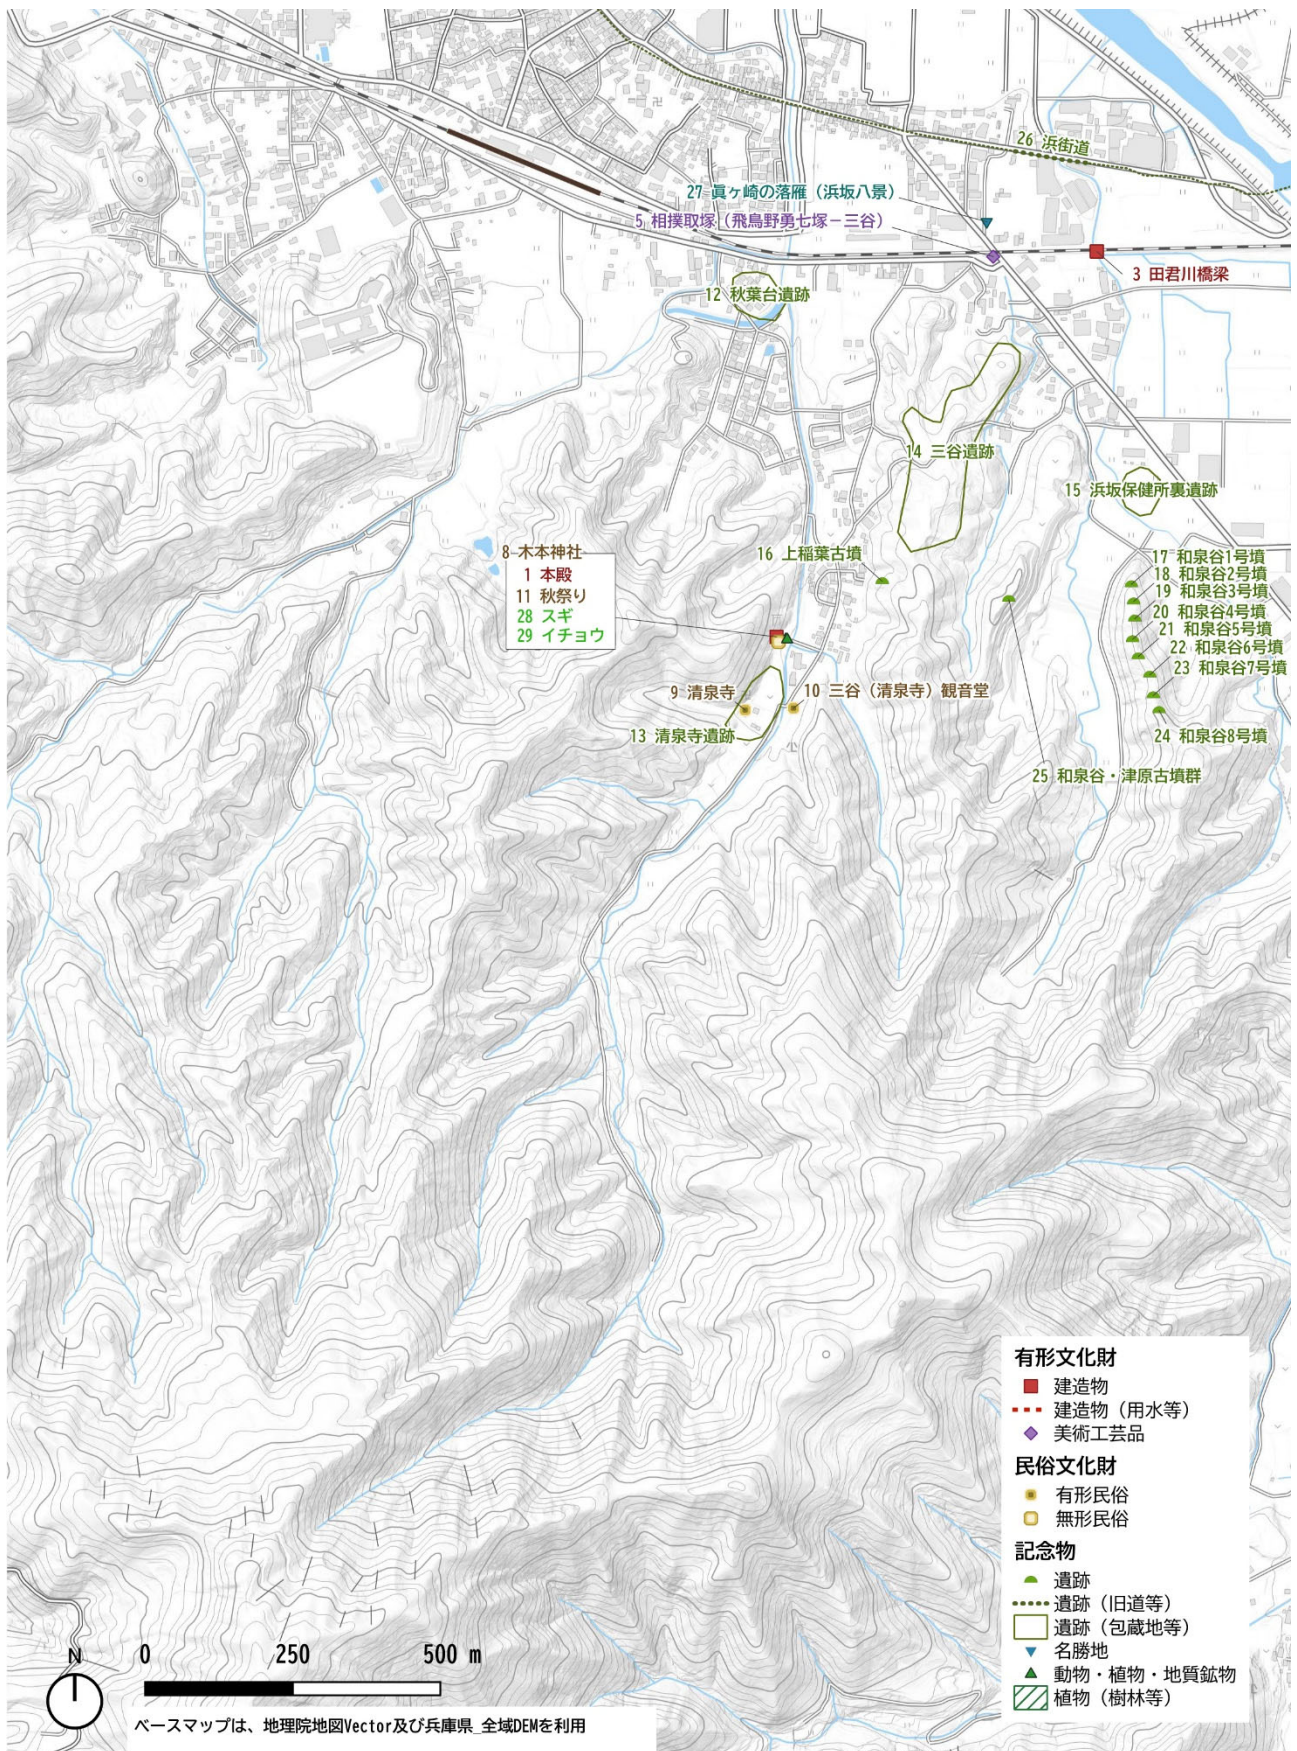 26 浜街道
27 眞ヶ崎の落雁（浜坂八景）
5 相撲取塚（飛鳥野勇七塚－三谷）
3 田君川橋梁
12 秋葉台遺跡
14 三谷遺跡
15 浜坂保健所裏遺跡
16 上稲葉古墳
17 和泉谷1号墳
18 和泉谷2号墳
19 和泉谷3号墳
20 和泉谷4号墳
21 和泉谷5号墳
22 和泉谷6号墳
23 和泉谷7号墳
24 和泉谷8号墳
8 木本神社
1 本殿
11 秋祭り
28 スギ
29 イチョウ
9 清泉寺
10 三谷（清泉寺）観音堂
13 清泉寺遺跡
25 和泉谷・津原古墳群
有形文化財
建造物
建造物（用水等）
美術工芸品
民俗文化財
有形民俗
無形民俗
記念物
遺跡
遺跡（旧道等）
遺跡（包蔵地等）
名勝地
動物・植物・地質鉱物
植物（樹林等）
N
0 250 500 m
ベースマップは、地理院地図Vector及び兵庫県_全域DEMを利用